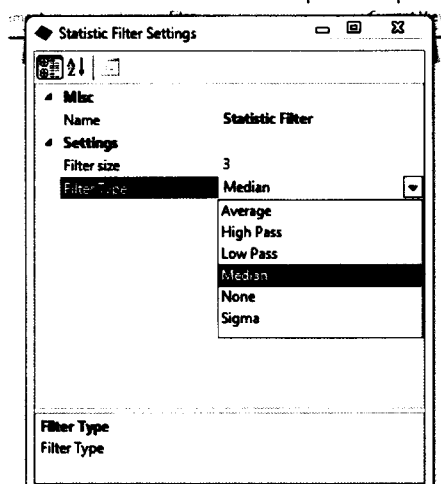 Statistic Filter Settings
Misc
Name Statistic Filter
Settings
Filter size 3
Filter Type Median
Average
High Pass
Low Pass
Median
None
Sigma
Filter Type
Filter Type